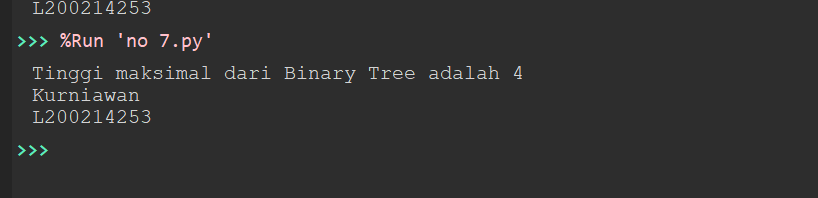 L200214253
>>> %Run 'no 7.py'
Tinggi maksimal dari Binary Tree adalah 4
Kurniawan
L200214253
>>>